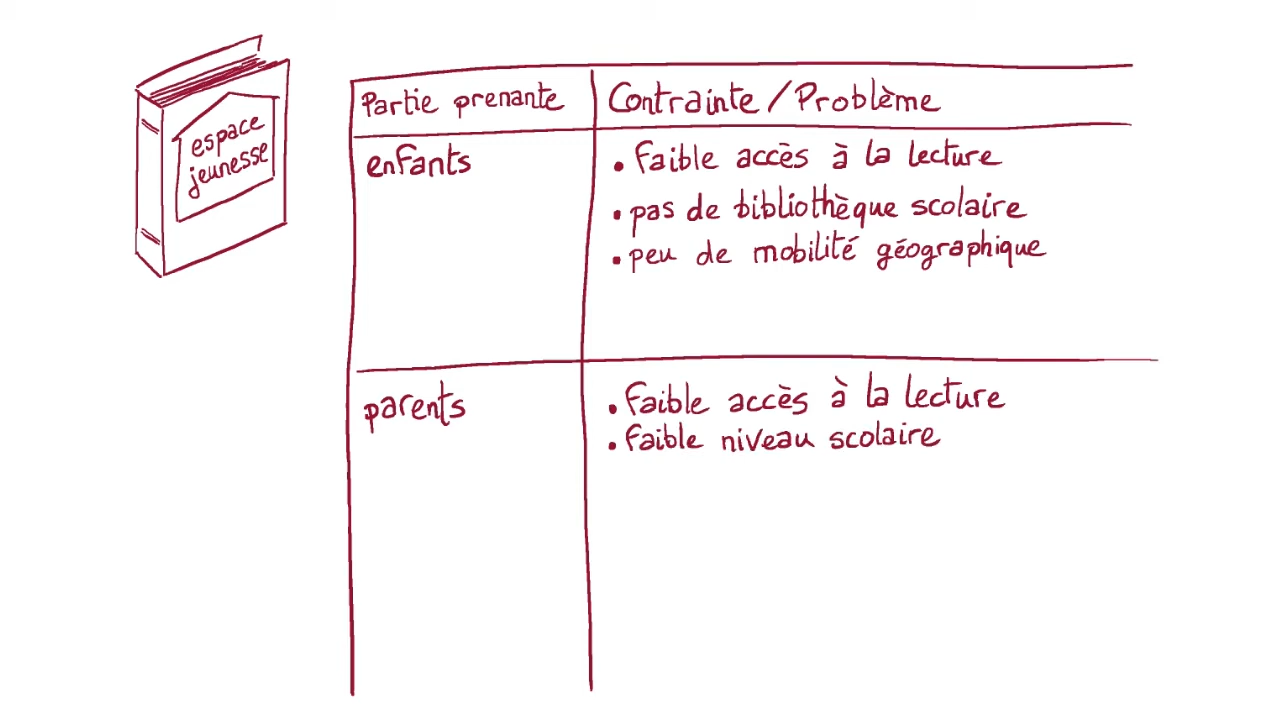 espace
jeunesse
Partie prenante
Contrainte / Problème
enfants
• Faible accès à la lecture
• pas de bibliothèque scolaire
• peu de mobilité géographique
parents
• Faible accès à la lecture
• Faible niveau scolaire